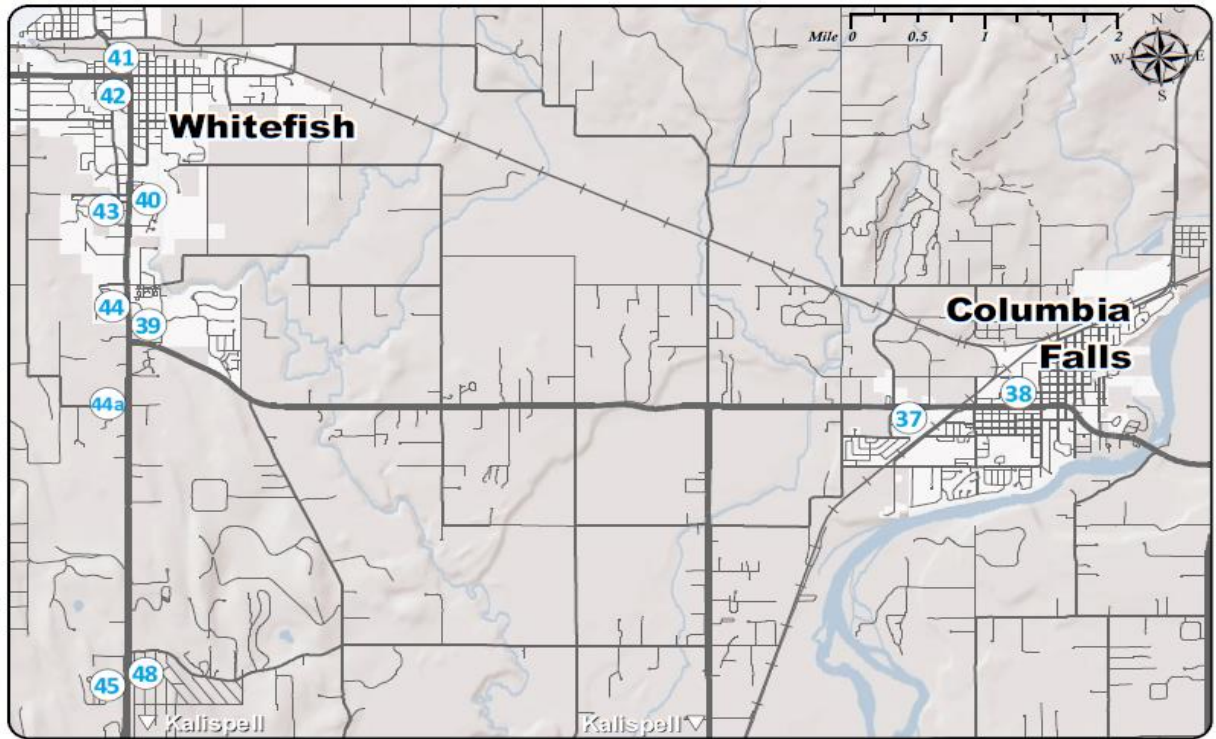 41
42
Whitefish
40
43
44
39
44a
45
48
Kalispell
Kalispell
Mile 0 0.5 1 2
N
W E
S
Columbia
Falls
38
37